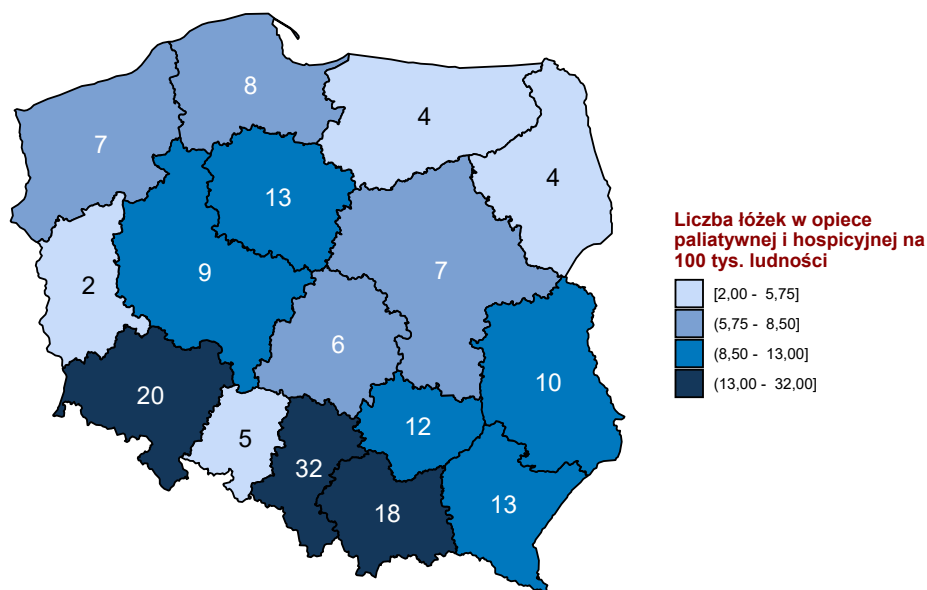 8
4
7
4
13
9
7
2
6
10
20
12
5
32
18
13
Liczba łóżek w opiece
paliatywnej i hospicyjnej na
100 tys. ludności
[2,00 - 5,75]
(5,75 - 8,50]
(8,50 - 13,00]
(13,00 - 32,00]